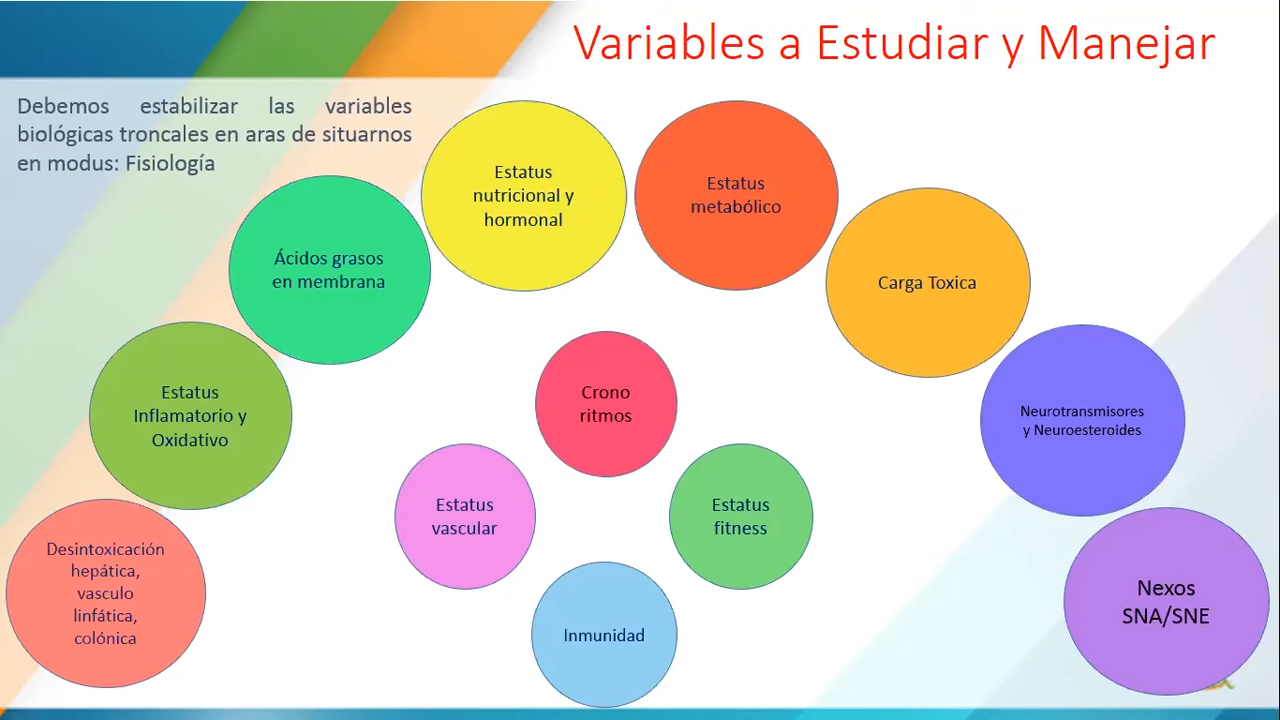 Variables a Estudiar y Manejar
Debemos estabilizar las variables
biológicas troncales en aras de situarnos
en modus: Fisiología
Estatus
nutricional y
hormonal
Estatus
metabólico
Ácidos grasos
en membrana
Carga Toxica
Estatus
Inflamatorio y
Oxidativo
Crono
ritmos
Neurotransmisores
y Neuroesteroides
Estatus
vascular
Estatus
fitness
Desintoxicación
hepática,
vasculo
linfática,
colónica
Inmunidad
Nexos
SNA/SNE